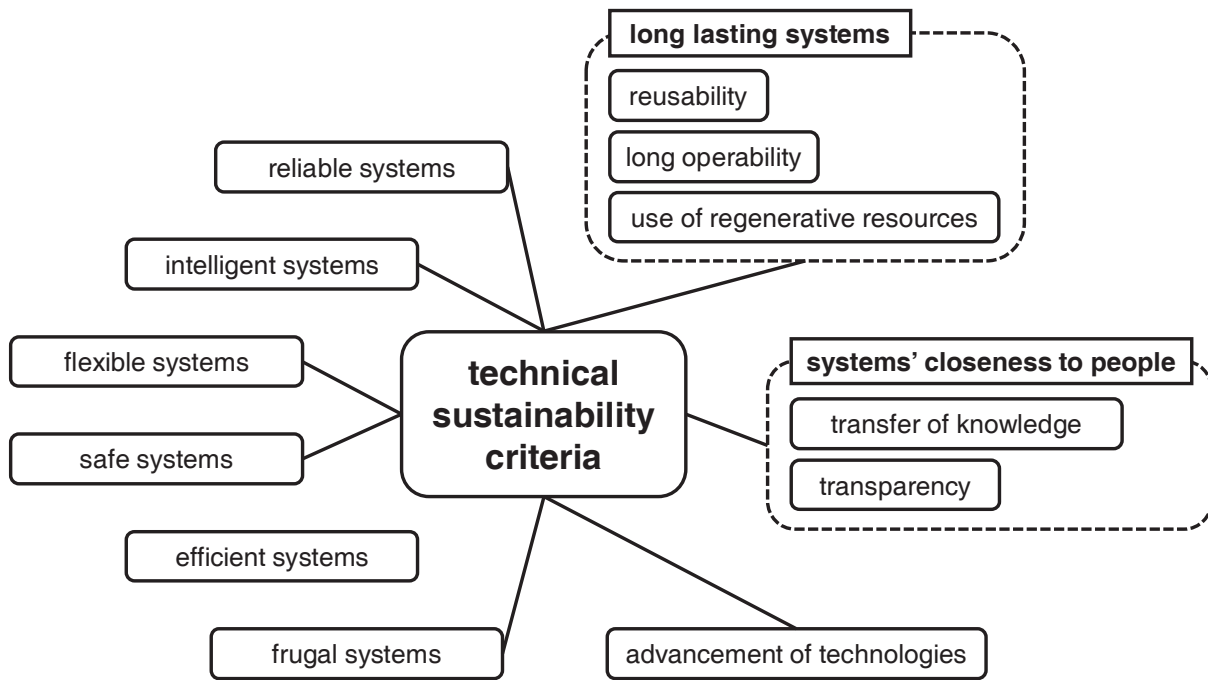 long lasting systems
reusability
long operability
use of regenerative resources
reliable systems
intelligent systems
flexible systems
safe systems
efficient systems
frugal systems
technical
sustainability
criteria
systems’ closeness to people
transfer of knowledge
transparency
advancement of technologies